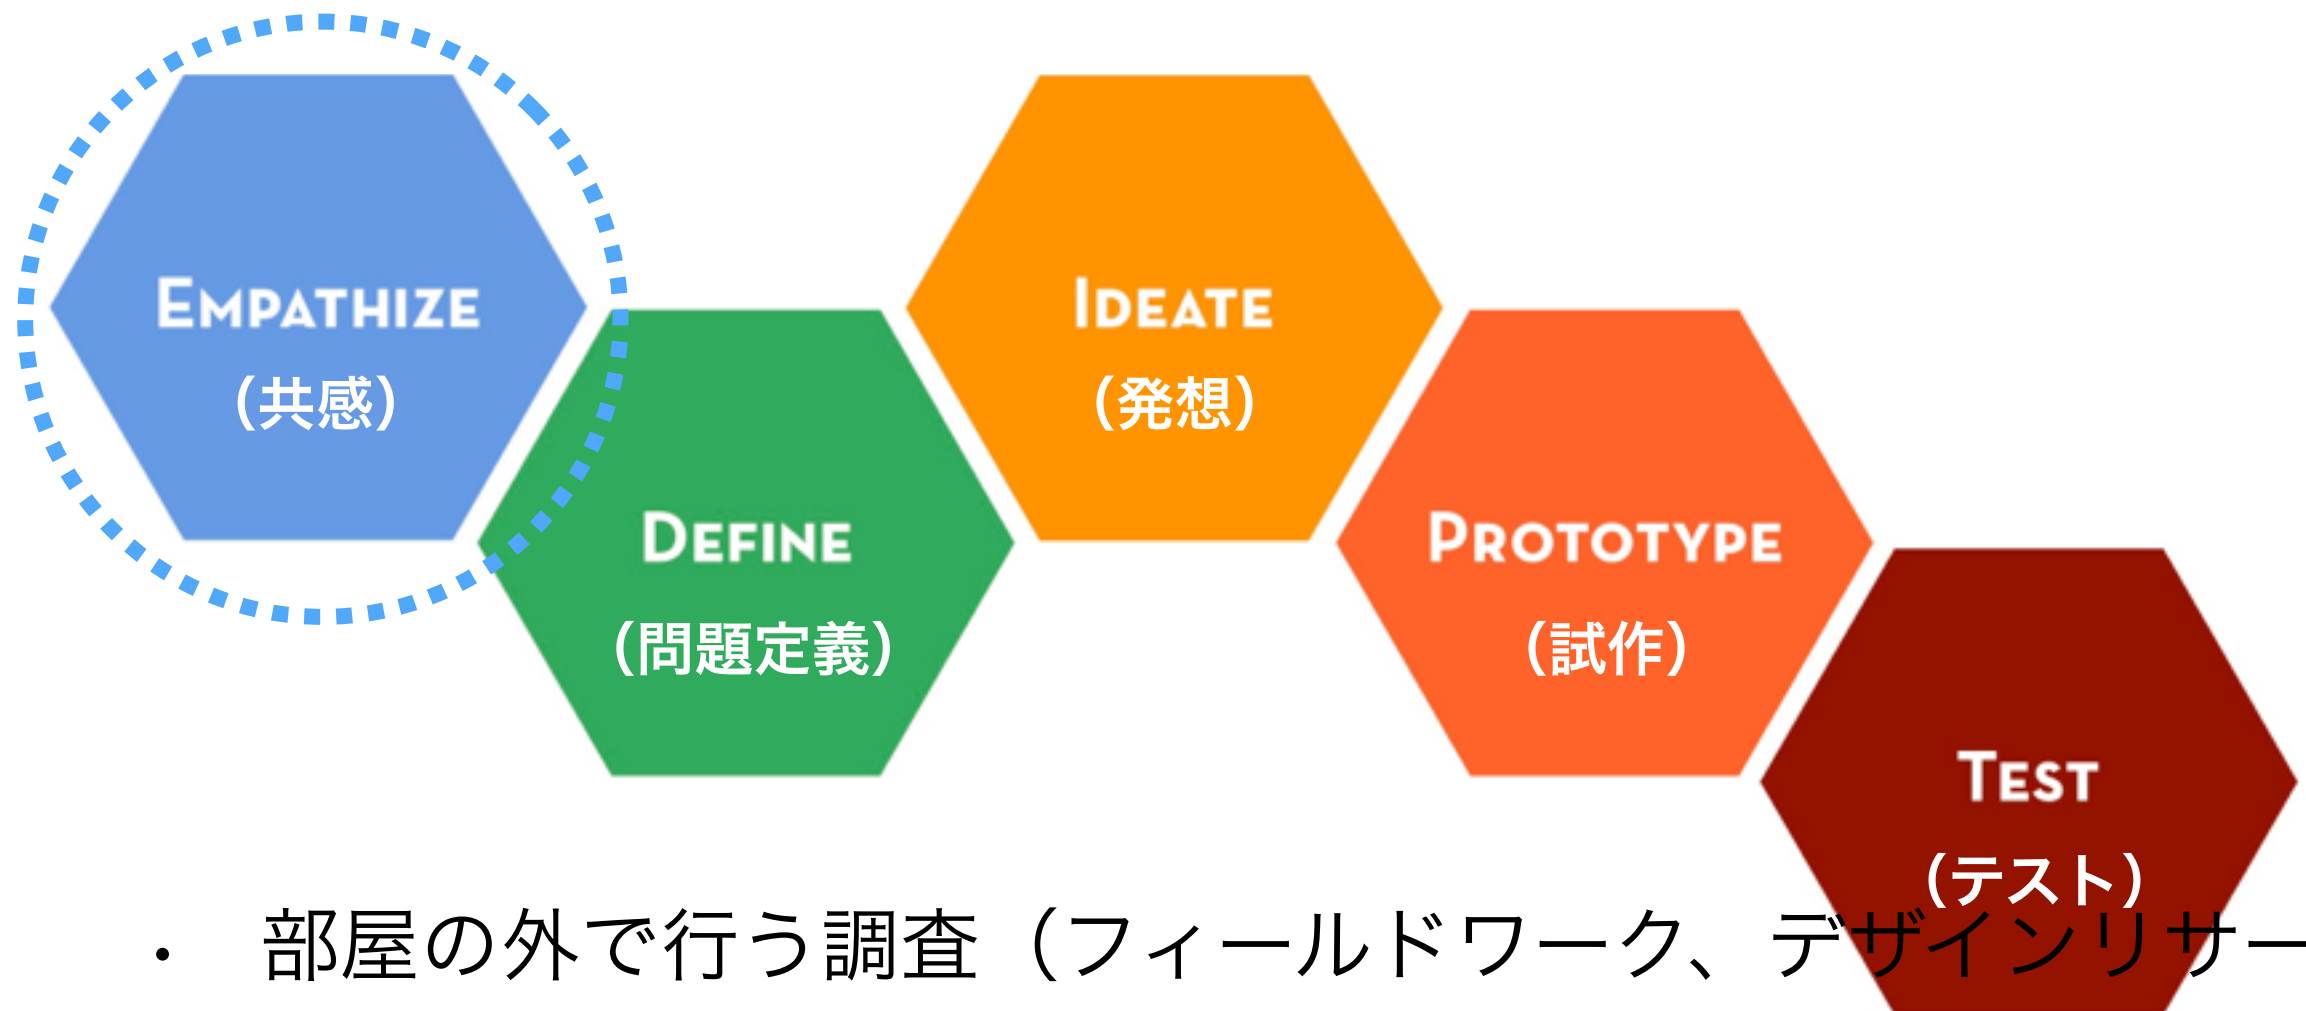 EMPATHIZE
（共感）
DEFINE
（問題定義）
IDEATE
（発想）
PROTOTYPE
（試作）
TEST
（テスト）
・ 部屋の外で行う調査（フィールドワーク、デザインリサー